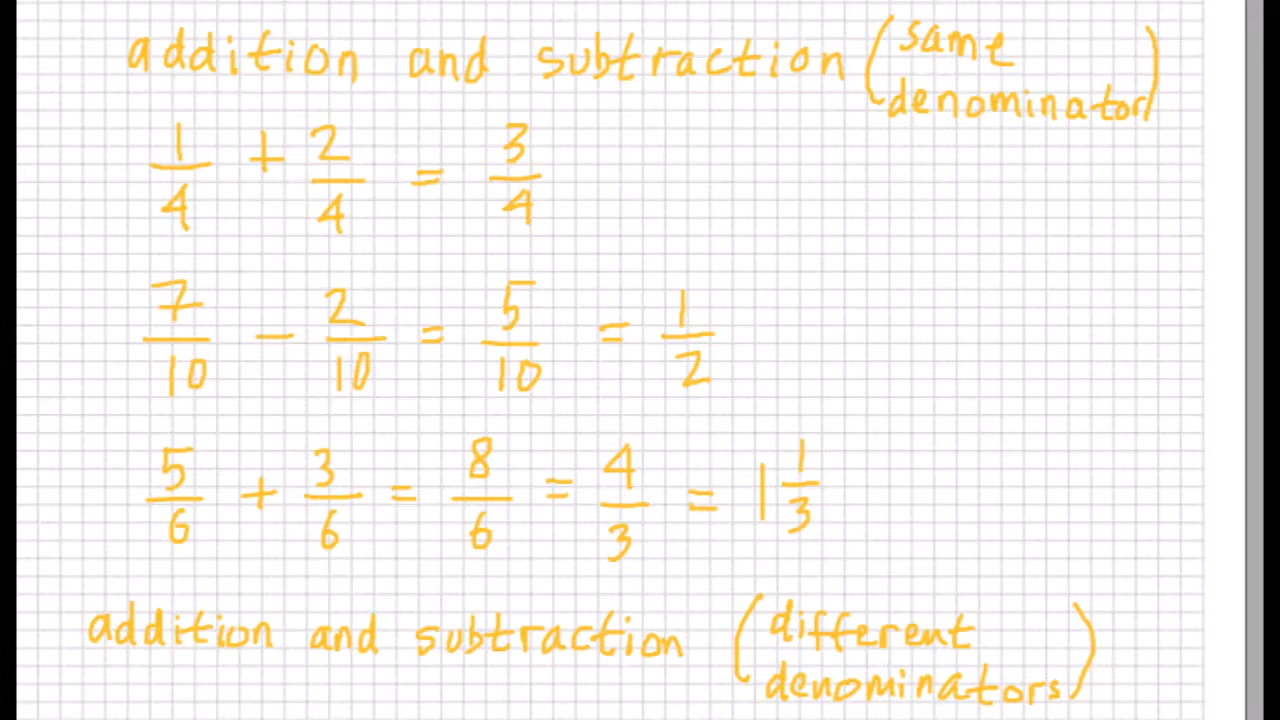 addition and subtraction (same denominator)
1/4 + 2/4 = 3/4
7/10 - 2/10 = 5/10 = 1/2
5/6 + 3/6 = 8/6 = 4/3 = 1 1/3
addition and subtraction (different denominators)